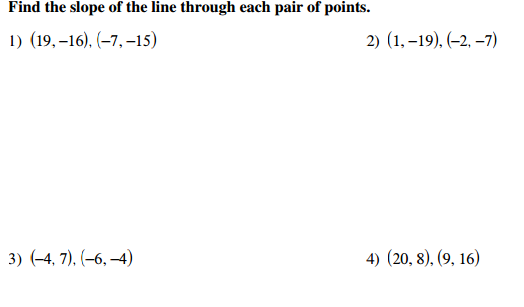 Find the slope of the line through each pair of points.
1) (19, –16), (–7, –15)
2) (1, –19), (–2, –7)
3) (–4, 7), (–6, –4)
4) (20, 8), (9, 16)